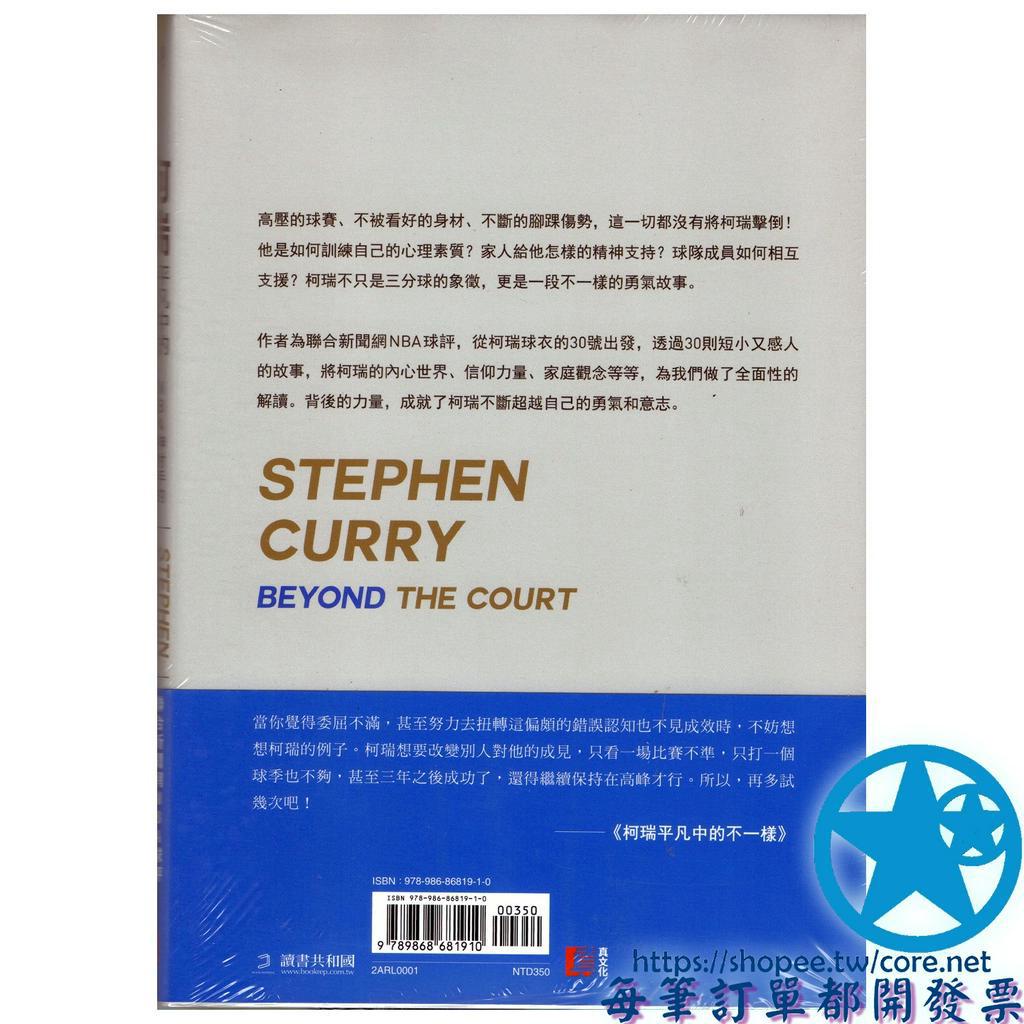 高壓的球賽、不被看好的身材、不斷的腳踝傷勢，這一切都沒有將柯瑞擊倒！
他是如何訓練自己的心理素質？家人給他怎樣的精神支持？球隊成員如何相互
支援？柯瑞不只是三分球的象徵，更是一段不一樣的勇氣故事。
作者為聯合新聞網NBA球評，從柯瑞球衣的30號出發，透過30則短小又感人
的故事，將柯瑞的內心世界、信仰力量、家庭觀念等等，為我們做了全面性的
解讀。背後的力量，成就了柯瑞不斷超越自己的勇氣和意志。
STEPHEN
CURRY
BEYOND THE COURT
STEPHEN
當你覺得委屈不滿，甚至努力去扭轉這偏頗的錯誤認知也不見成效時，不妨想
想柯瑞的例子。柯瑞想要改變別人對他的成見，只看一場比賽不準，只打一個
球季也不夠，甚至三年之後成功了，還得繼續保持在高峰才行。所以，再多試
幾次吧！
——《柯瑞平凡中的不一樣》
ISBN：978-986-86819-1-0
ISBN 978-986-86819-1-0
00350
9 789868 681910
讀書共和國
www.bookrep.com.tw
2ARL0001
NTD350
真文化
https://shopee.tw/core.net
每筆訂單都開發票